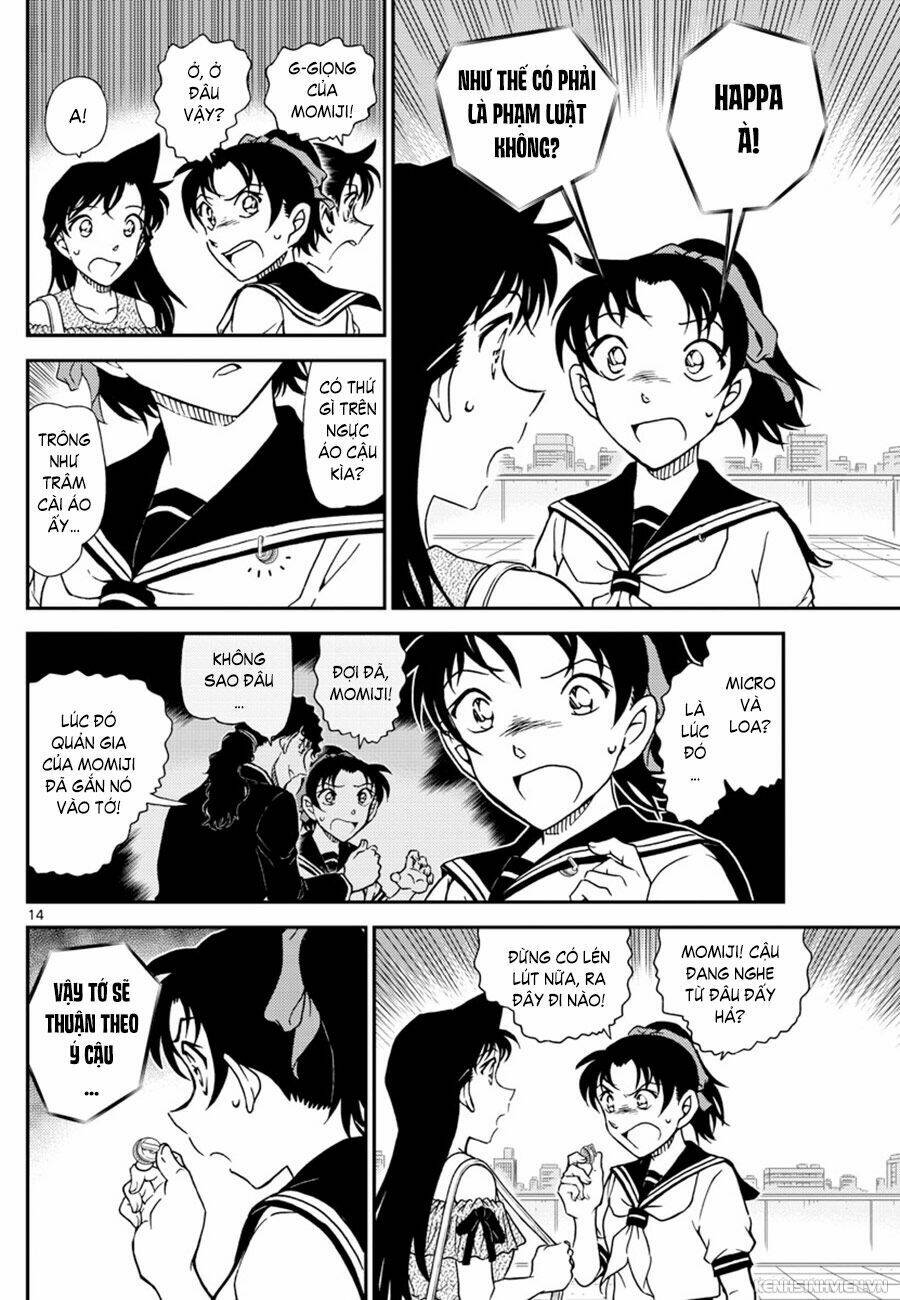 HAPPA
À!
NHƯ THẾ CÓ PHẢI
LÀ PHẠM LUẬT
KHÔNG?
G-GIỌNG
CỦA
MOMIJI!
Ở, Ở
ĐÂU
VẬY?
A!
CÓ THỨ
GÌ TRÊN
NGỰC
ÁO CẬU
KÌA!
TRÔNG
NHƯ
TRÂM
CÀI ÁO
ẤY...
MICRO
VÀ
LOA?
LÀ
LÚC
ĐÓ
...
ĐỢI ĐÃ,
MOMIJI!
KHÔNG
SAO ĐÂU
...
LÚC ĐÓ
QUẢN GIA
CỦA MOMIJI
ĐÃ GẮN NÓ
VÀO TỚ!
14
MOMIJI! CẬU
ĐANG NGHE
TỪ ĐÂU ĐẤY
HẢ?
ĐỪNG CÓ LÉN
LÚT NỮA, RA
ĐÂY ĐI NÀO!
VẬY TỚ SẼ
THUẬN THEO
Ý CẬU
...
KENHSINHVIEN.VN